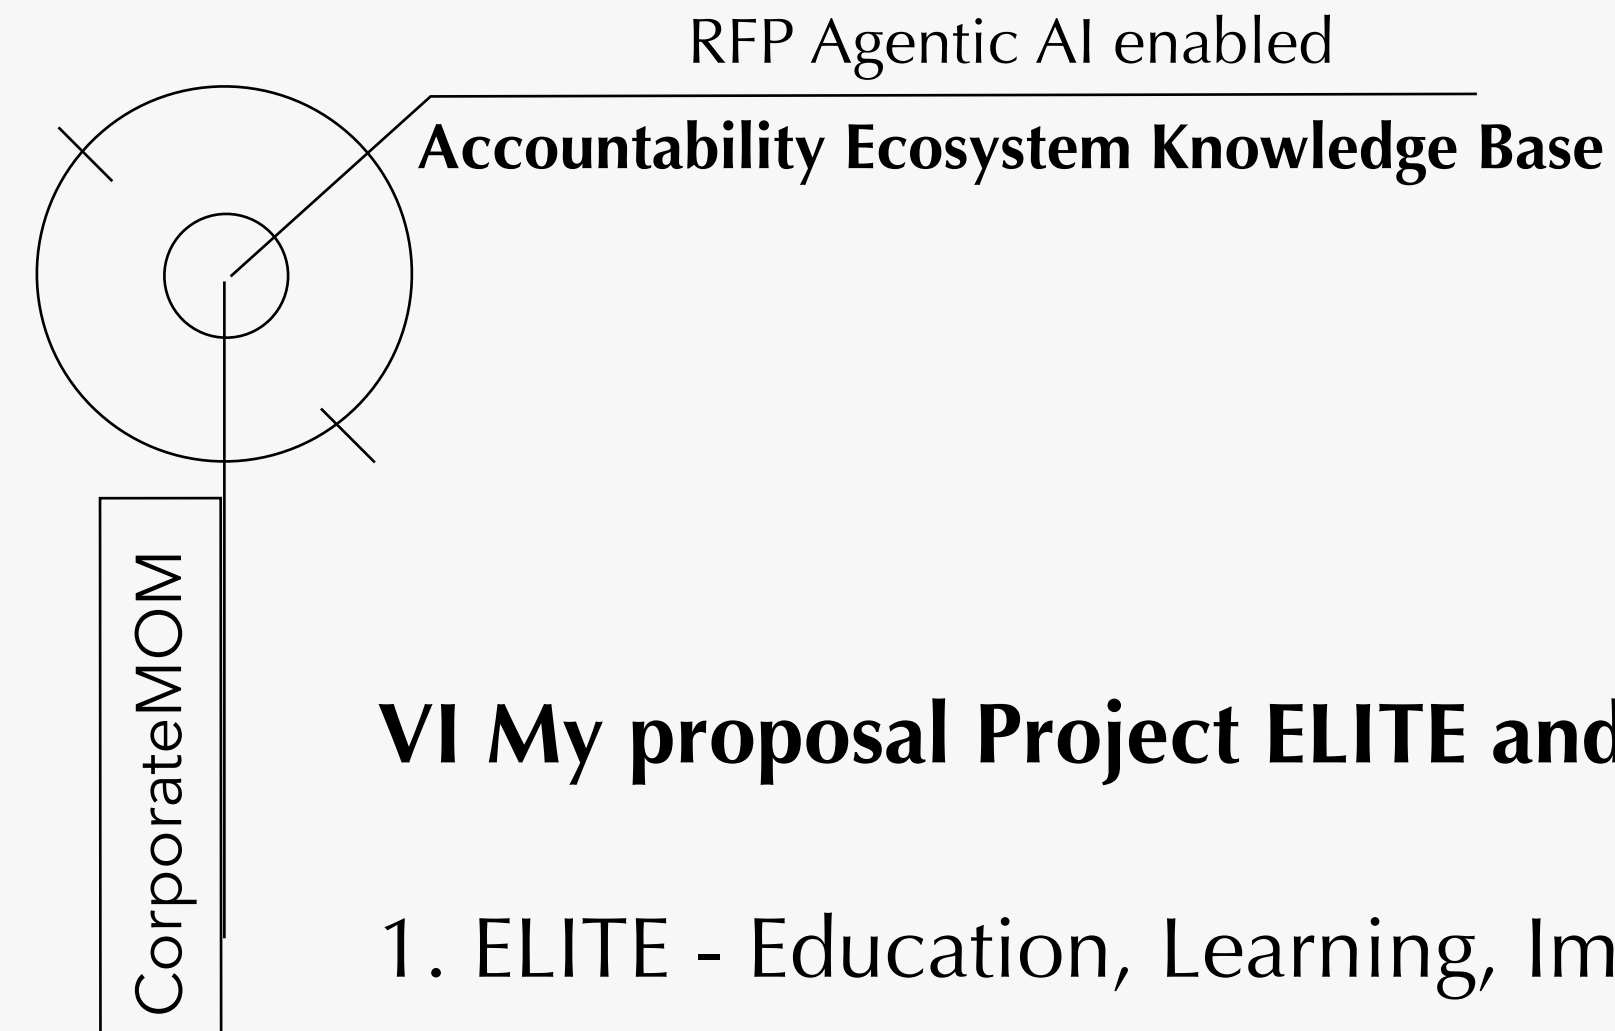 RFP Agentic AI enabled
Accountability Ecosystem Knowledge Base
CorporateMOM
VI My proposal Project ELITE and
1. ELITE - Education, Learning, Im